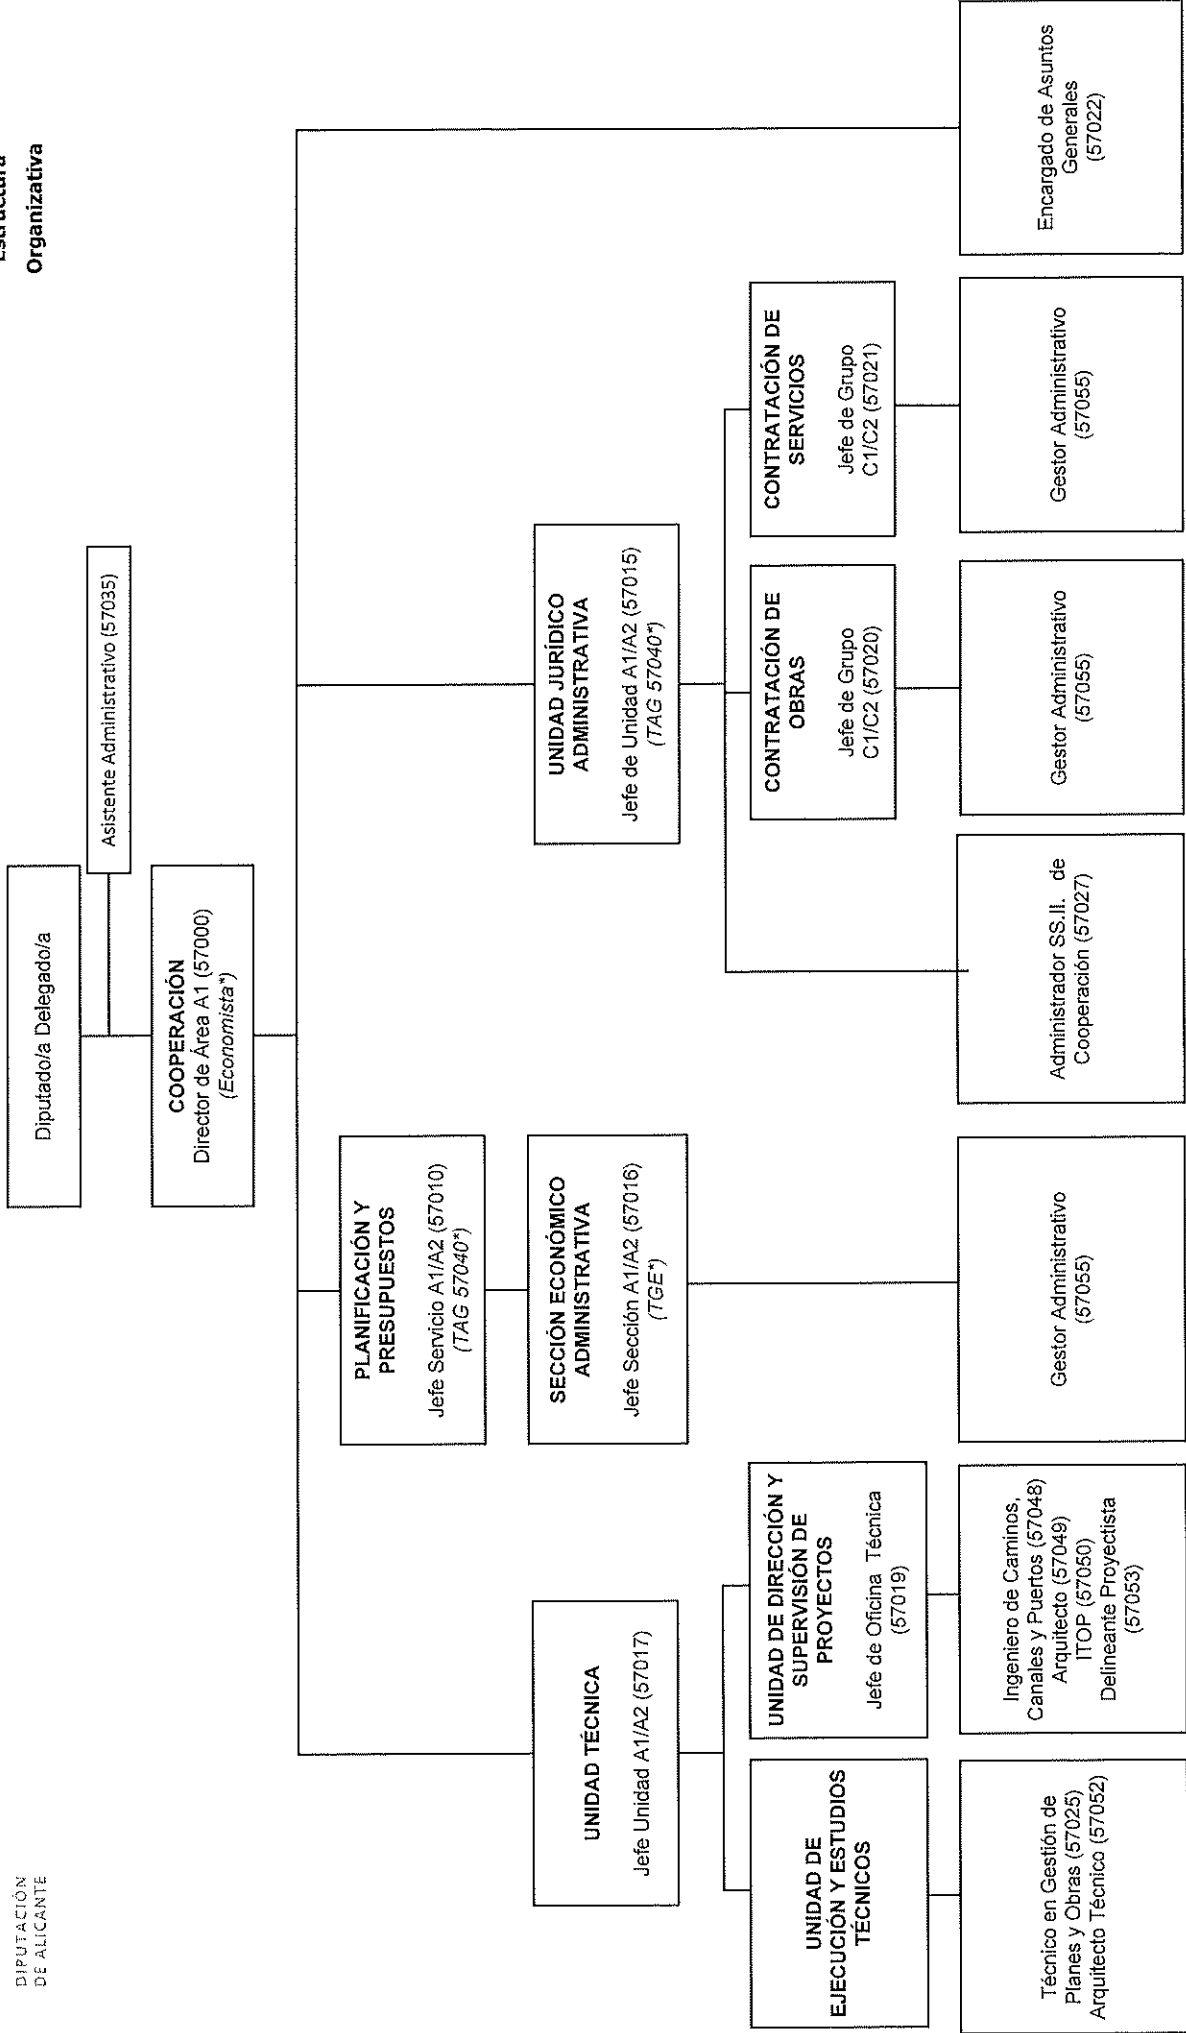 DIPUTACIÓN
DE ALICANTE
Estructura
Organizativa
Diputado/a Delegado/a
Asistente Administrativo (57035)
COOPERACIÓN
Director de Área A1 (57000)
(Economista*)
PLANIFICACIÓN Y
PRESUPUESTOS
Jefe Servicio A1/A2 (57010)
(TAG 57040*)
SECCIÓN ECONÓMICO
ADMINISTRATIVA
Jefe Sección A1/A2 (57016)
(TGE*)
UNIDAD TÉCNICA
Jefe Unidad A1/A2 (57017)
UNIDAD JURÍDICO
ADMINISTRATIVA
Jefe de Unidad A1/A2 (57015)
(TAG 57040*)
UNIDAD DE
EJECUCIÓN Y ESTUDIOS
TÉCNICOS
UNIDAD DE DIRECCIÓN Y
SUPERVISIÓN DE
PROYECTOS
Jefe de Oficina Técnica
(57019)
CONTRATACIÓN DE
OBRAS
Jefe de Grupo
C1/C2 (57020)
CONTRATACIÓN DE
SERVICIOS
Jefe de Grupo
C1/C2 (57021)
Técnico en Gestión de
Planes y Obras (57025)
Arquitecto Técnico (57052)
Ingeniero de Caminos,
Canales y Puertos (57048)
Arquitecto (57049)
ITOP (57050)
Delineante Proyectista
(57053)
Gestor Administrativo
(57055)
Administrador SS.II. de
Cooperación (57027)
Gestor Administrativo
(57055)
Gestor Administrativo
(57055)
Encargado de Asuntos
Generales
(57022)